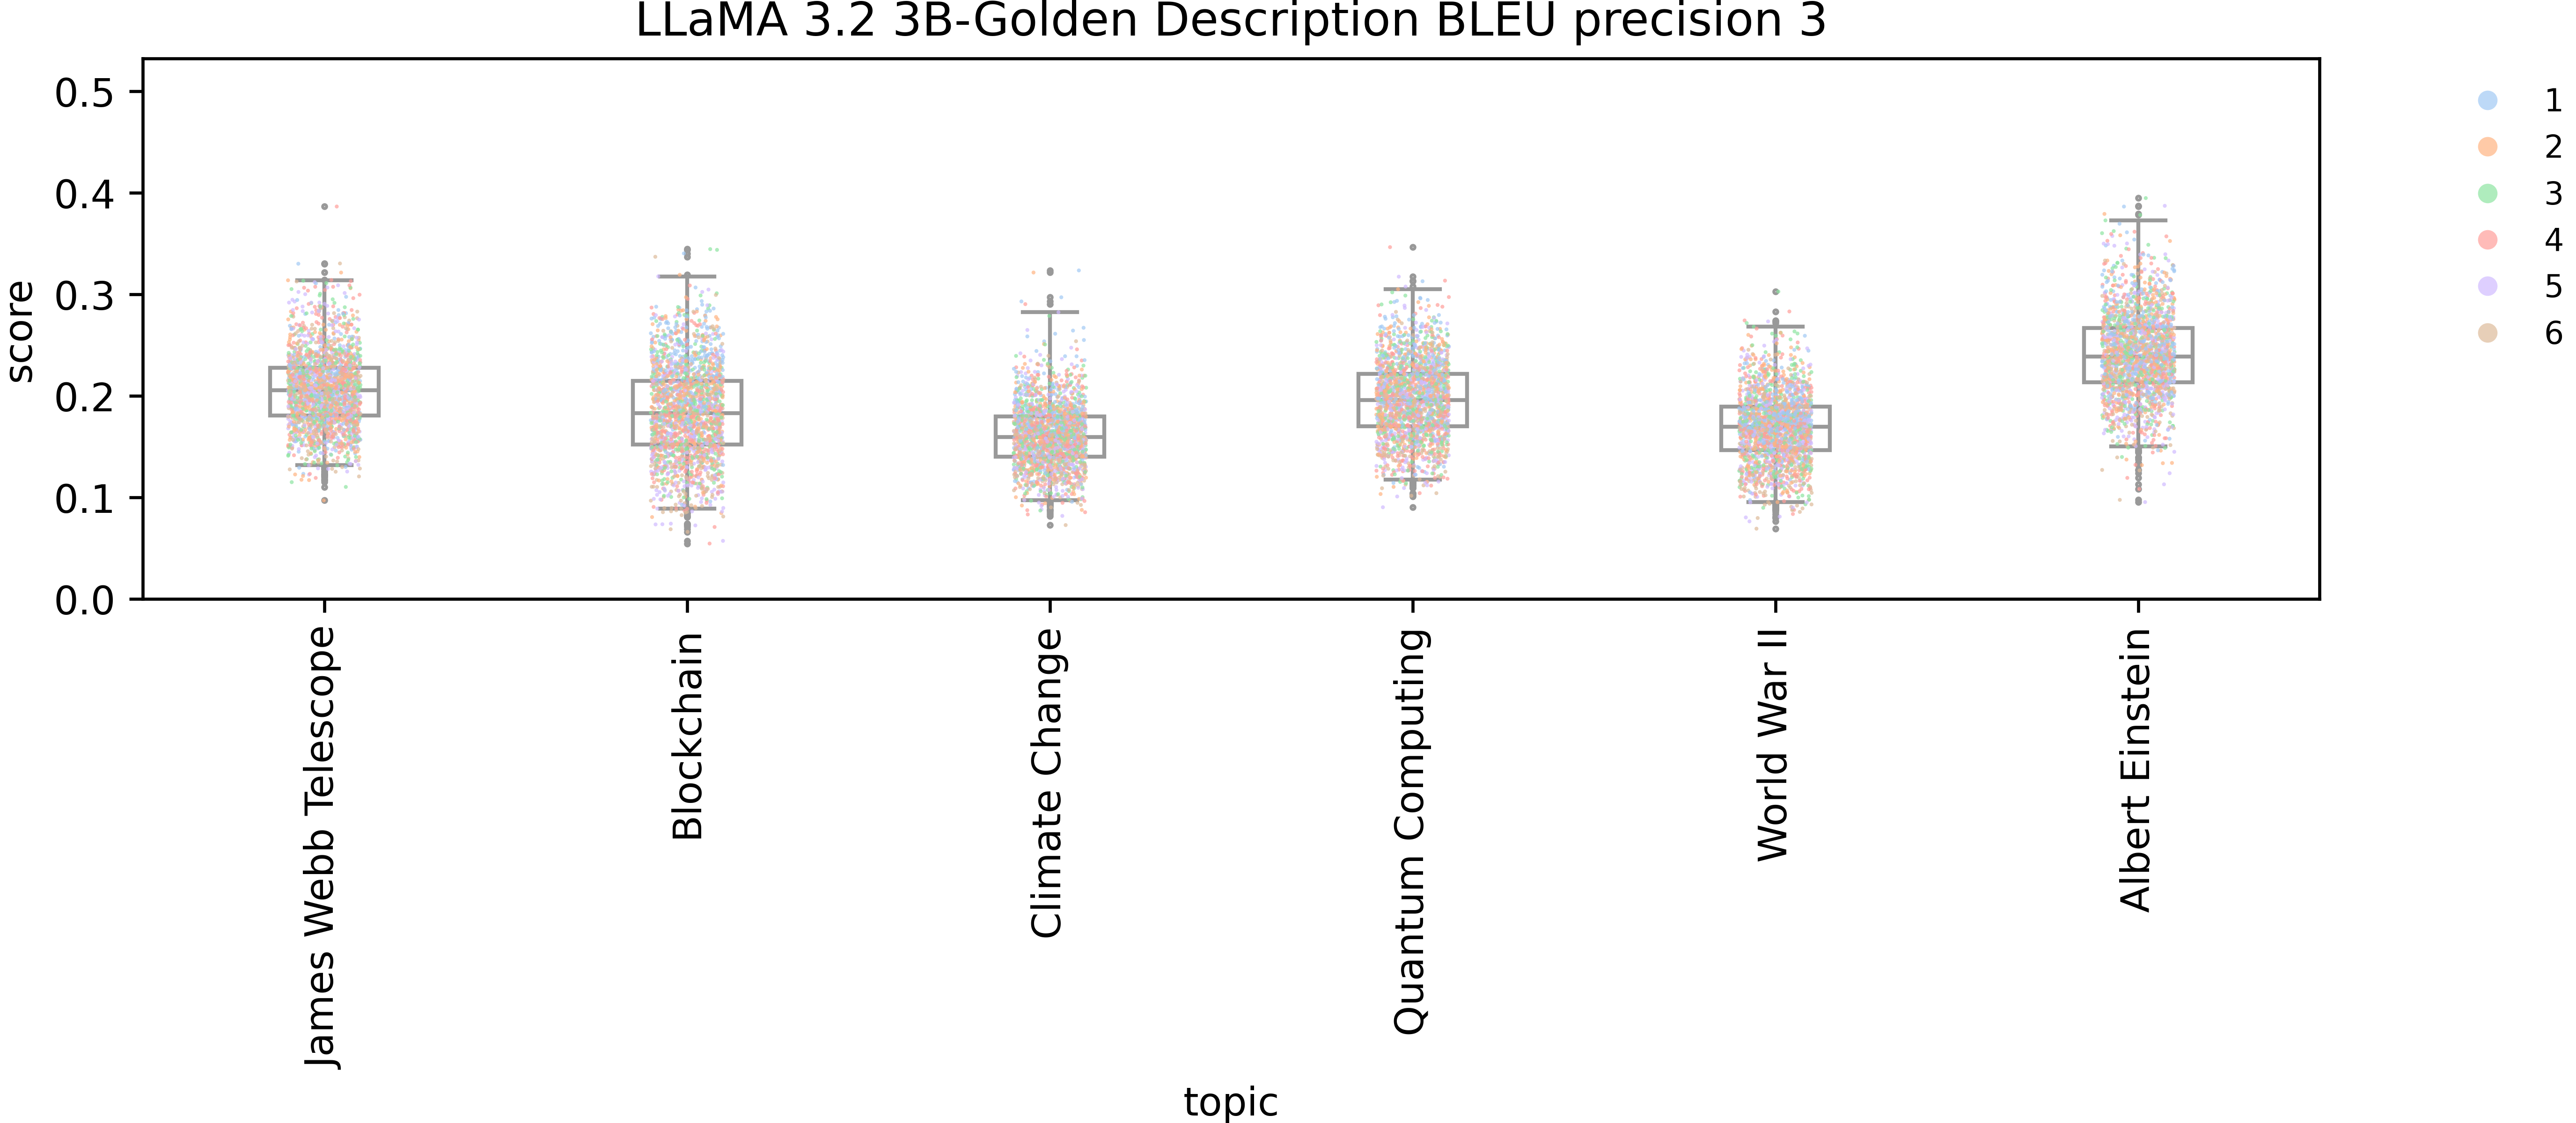 LLaMA 3.2 3B-Golden Description BLEU precision 3
score
0.5
0.4
0.3
0.2
0.1
0.0
1
2
3
4
5
6
James Webb Telescope
Blockchain
Climate Change
Quantum Computing
World War II
Albert Einstein
topic